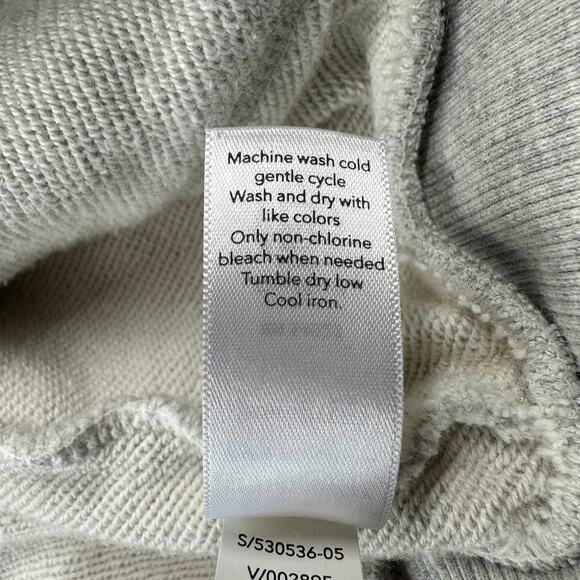 Machine wash cold
gentle cycle
Wash and dry with
like colors
Only non-chlorine
bleach when needed
Tumble dry low
Cool iron.
S/530536-05
V/002895